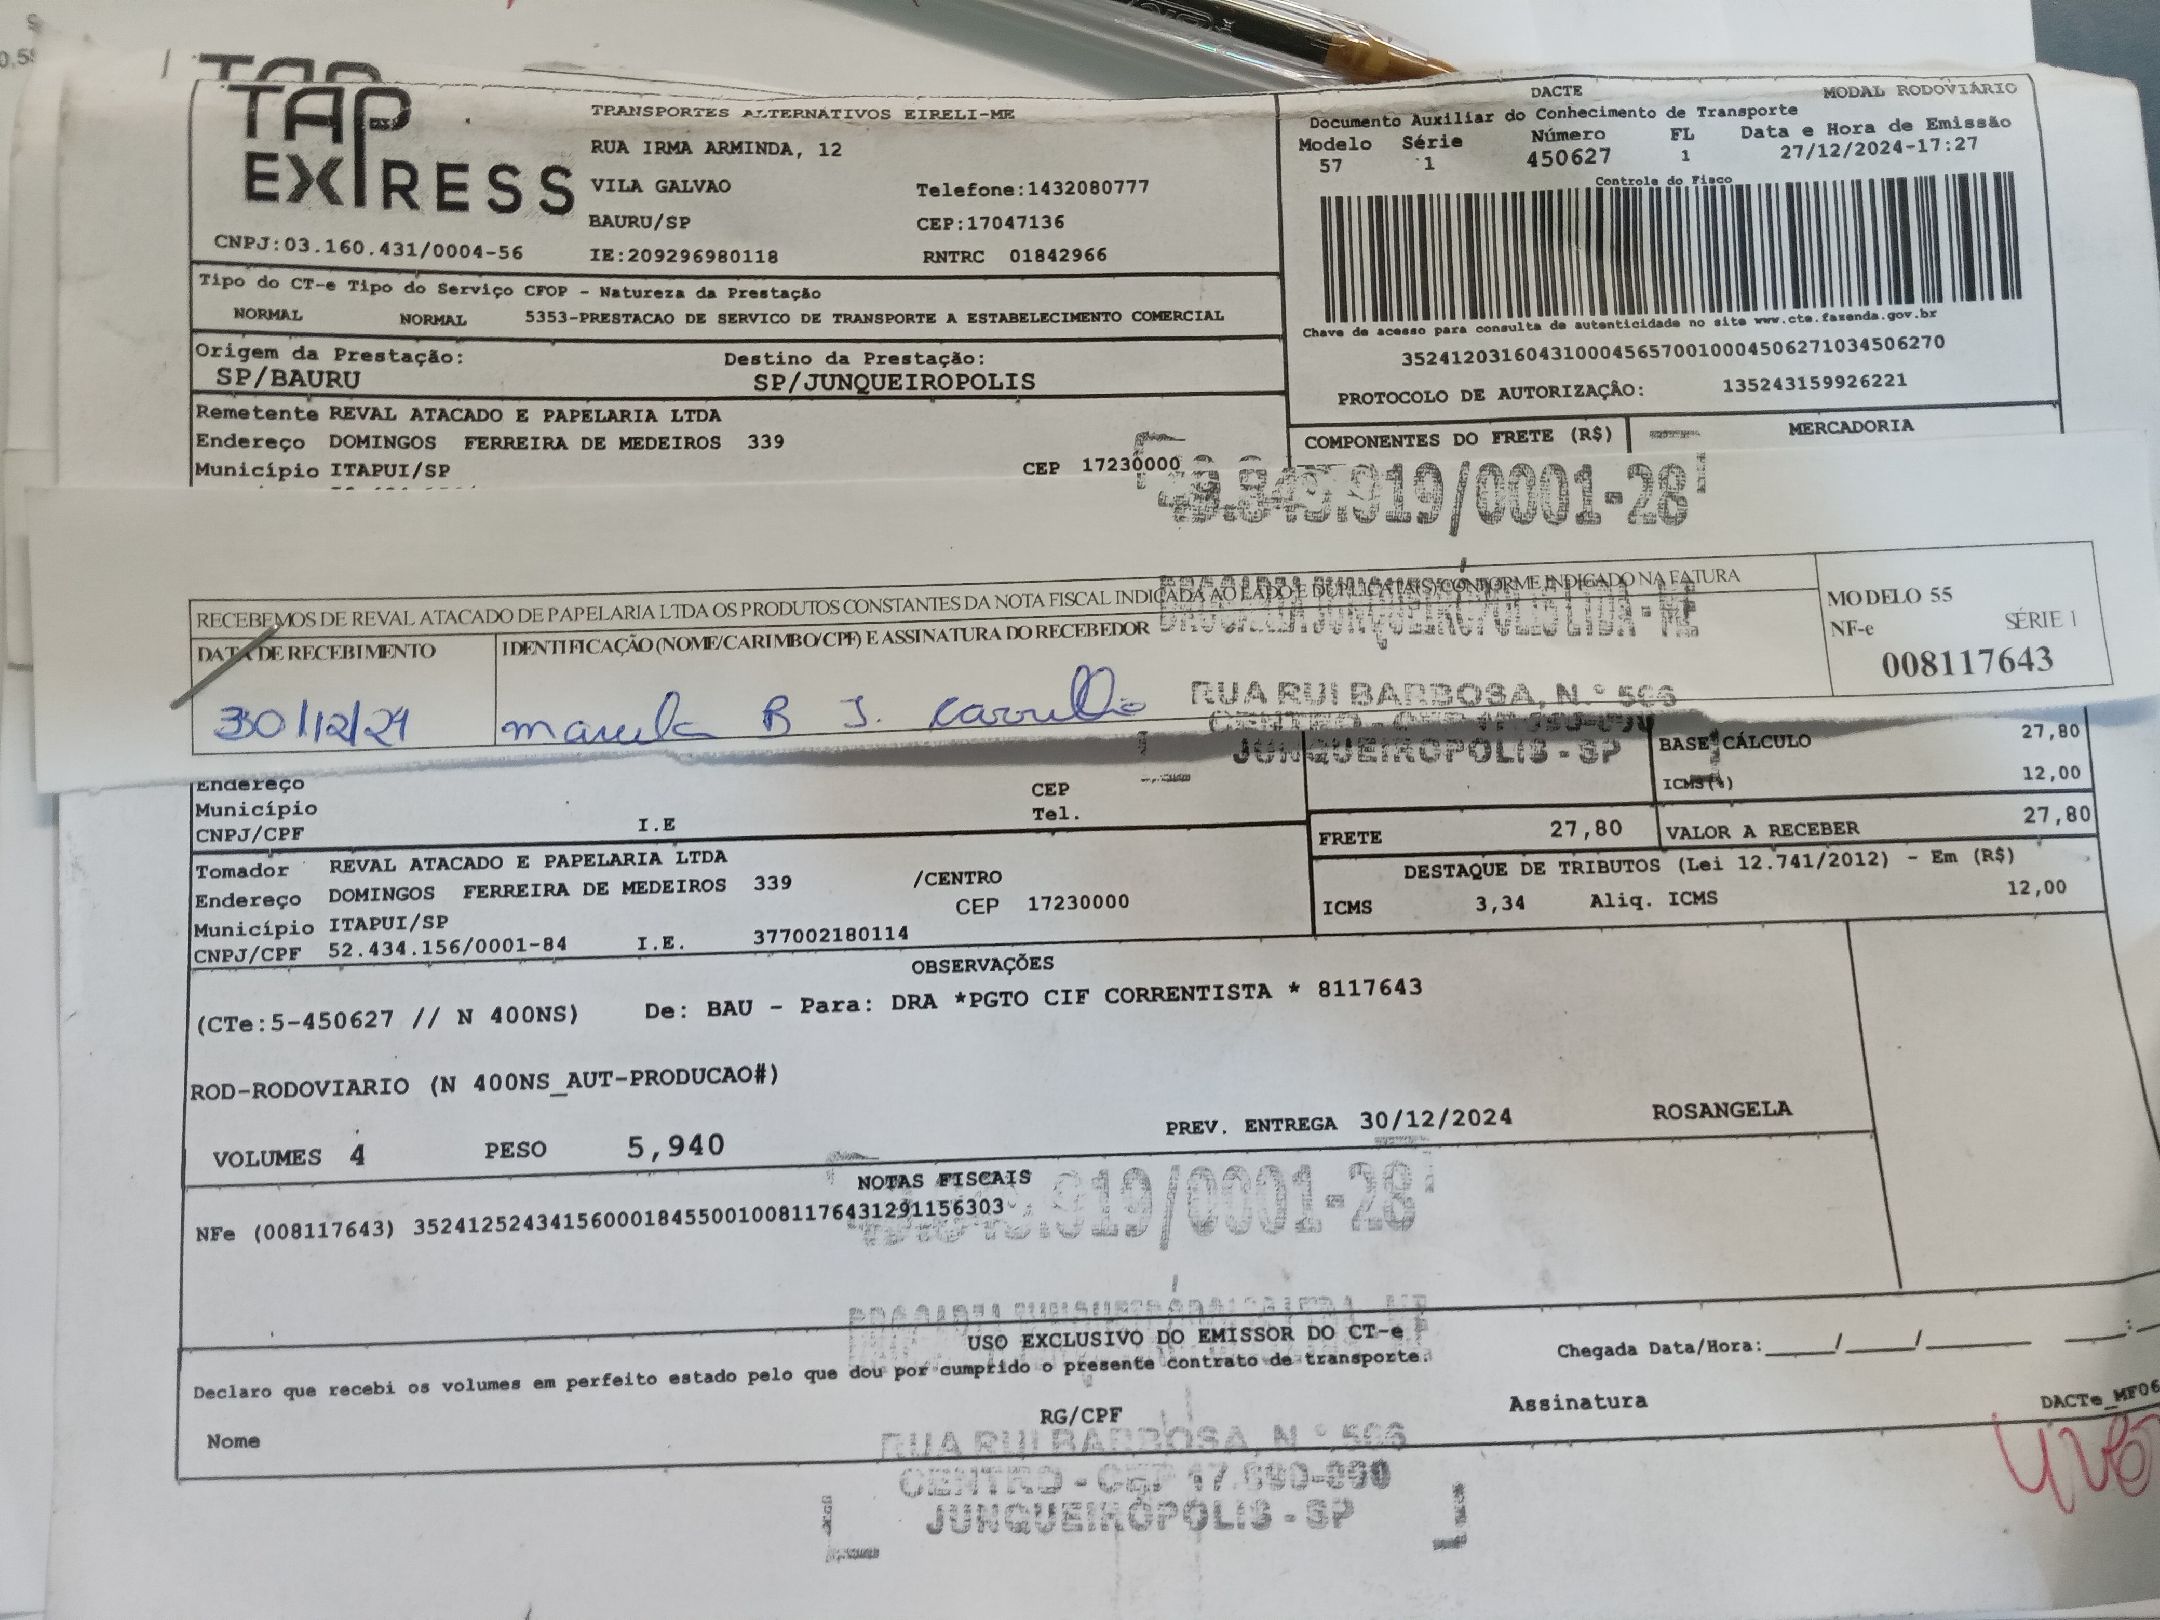 TAP
TAP EXPRESS
TRANSPORTES ALTERNATIVOS EIRELI-ME
RUA IRMA ARMINDA, 12
VILA GALVAO
Telefone:1432080777
BAURU/SP
CEP:17047136
CNPJ:03.160.431/0004-56
IE:209296980118
RNTRC 01842966
DACTE
MODAL RODOVIÁRIO
Documento Auxiliar do Conhecimento de Transporte
Modelo Série Número FL Data e Hora de Emissão
57 1 450627 1 27/12/2024-17:27
Controle do Fisco
Chave de acesso para consulta de autenticidade no site www.cte.fazenda.gov.br
35241203160431000456570010004506271034506270
PROTOCOLO DE AUTORIZAÇÃO: 135243159926221
Tipo do CT-e Tipo do Serviço CFOP - Natureza da Prestação
NORMAL NORMAL 5353-PRESTACAO DE SERVICO DE TRANSPORTE A ESTABELECIMENTO COMERCIAL
Origem da Prestação: Destino da Prestação:
SP/BAURU SP/JUNQUEIROPOLIS
Remetente REVAL ATACADO E PAPELARIA LTDA
Endereço DOMINGOS FERREIRA DE MEDEIROS 339
Município ITAPUI/SP CEP 17230000
COMPONENTES DO FRETE (R$) MERCADORIA
.919/0001-28
RECEBEMOS DE REVAL ATACADO DE PAPELARIA LTDA OS PRODUTOS CONSTANTES DA NOTA FISCAL INDICADA AO LADO E DUPLICATA(S) CONFORME INDICADO NA FATURA
DATA DE RECEBIMENTO
IDENTIFICAÇÃO (NOME/CARIMBO/CPF) E ASSINATURA DO RECEBEDOR
MODELO 55
NF-e SÉRIE 1
008117643
30/12/24
RUA RUI BARBOSA, N.º 506
JUNQUEIRÓPOLIS - SP
BASE CÁLCULO 27,80
ICMS(%) 12,00
FRETE 27,80 VALOR A RECEBER 27,80
DESTAQUE DE TRIBUTOS (Lei 12.741/2012) - Em (R$)
ICMS 3,34 Aliq. ICMS 12,00
Endereço CEP
Município Tel.
CNPJ/CPF I.E
Tomador REVAL ATACADO E PAPELARIA LTDA
Endereço DOMINGOS FERREIRA DE MEDEIROS 339 /CENTRO
Município ITAPUI/SP CEP 17230000
CNPJ/CPF 52.434.156/0001-84 I.E. 377002180114
OBSERVAÇÕES
(CTe:5-450627 // N 400NS) De: BAU - Para: DRA *PGTO CIF CORRENTISTA * 8117643
ROD-RODOVIARIO (N 400NS_AUT-PRODUCAO#)
PREV. ENTREGA 30/12/2024 ROSANGELA
VOLUMES 4 PESO 5,940
NOTAS FISCAIS
NFe (008117643) 35241252434156000184550010081176431291156303
.919/0001-28
USO EXCLUSIVO DO EMISSOR DO CT-e
Declaro que recebi os volumes em perfeito estado pelo que dou por cumprido o presente contrato de transporte.
Chegada Data/Hora:_____/_____/_______ ____:
Nome RG/CPF Assinatura DACTe_MF06
RUA RUI BARBOSA, N.º 506
CENTRO - CEP 17.890-000
JUNQUEIRÓPOLIS - SP